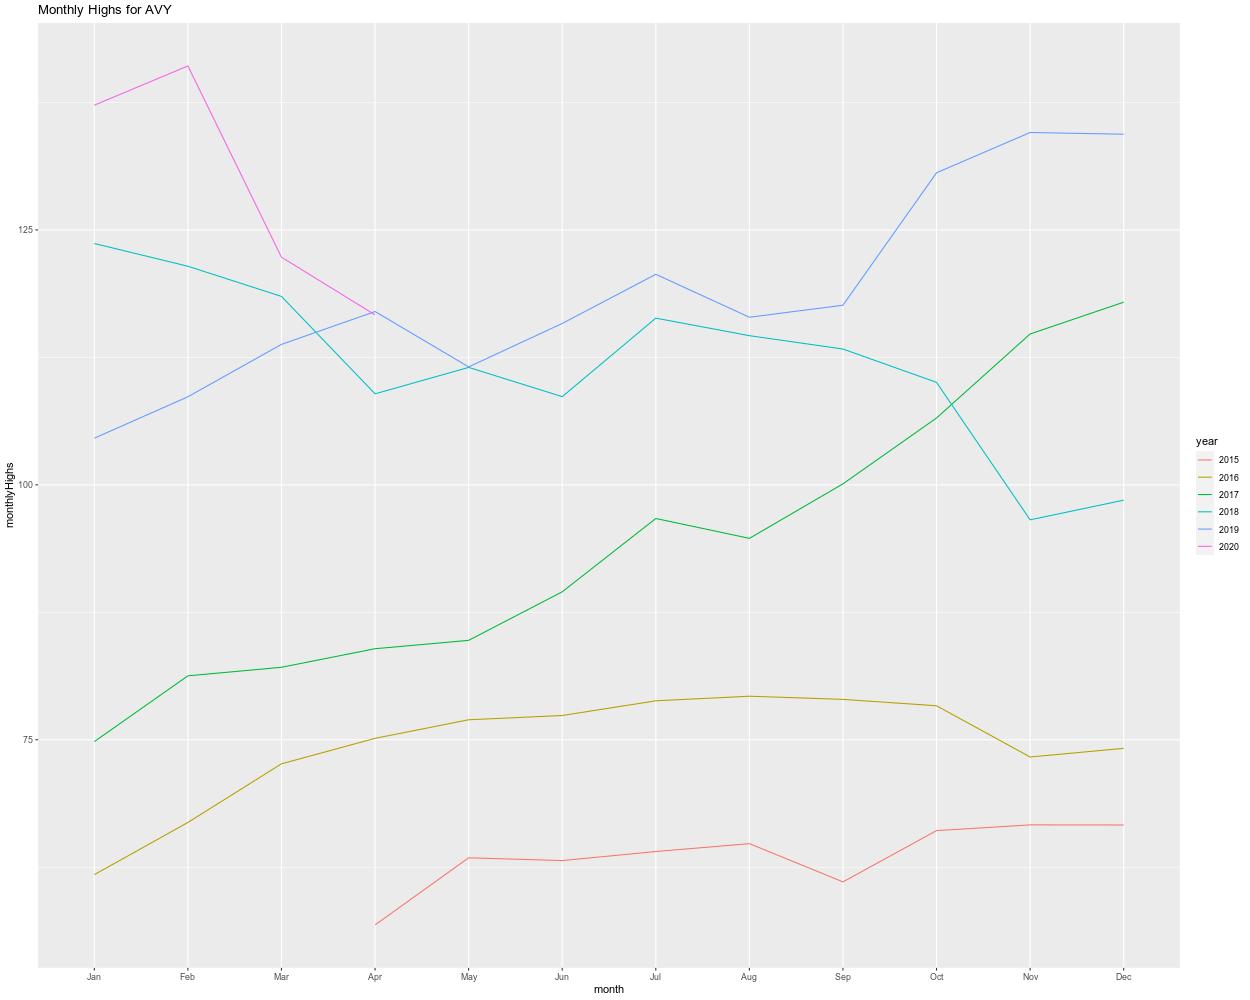 Monthly Highs for AVY
monthlyHighs
125
100
75
Jan Feb Mar Apr May Jun Jul Aug Sep Oct Nov Dec
month
year
2015
2016
2017
2018
2019
2020